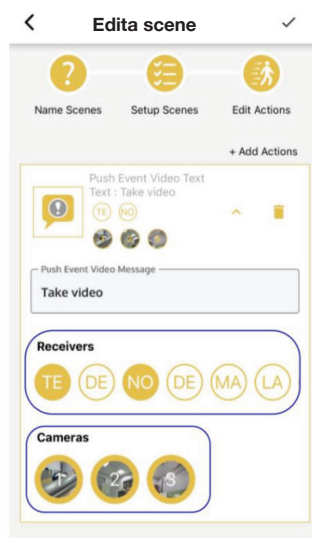 Edita scene
Name Scenes Setup Scenes Edit Actions
+ Add Actions
Push Event Video Text
Text : Take video
TE NO
Push Event Video Message
Take video
Receivers
TE DE NO DE MA LA
Cameras
1 2 3